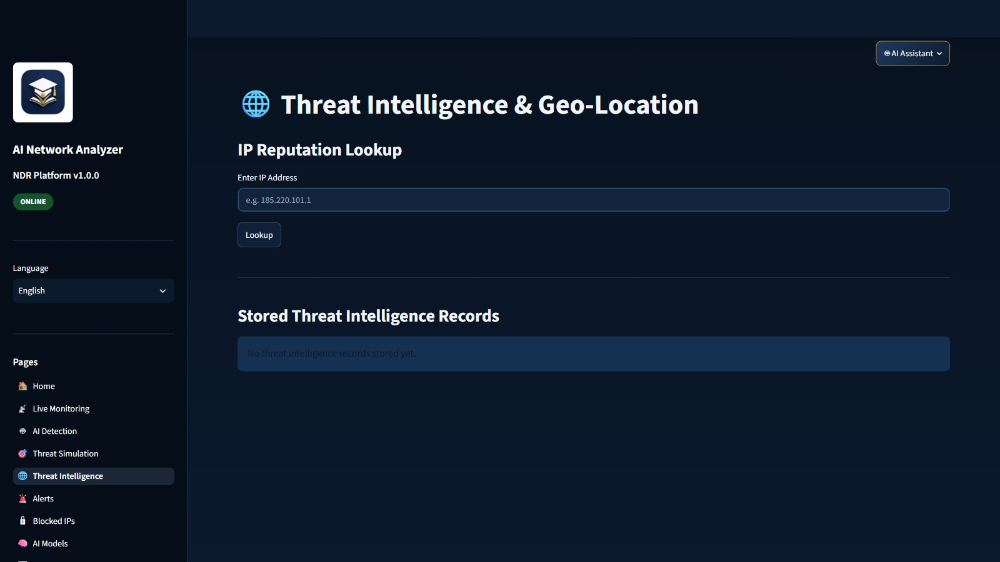 AI Network Analyzer
NDR Platform v1.0.0
ONLINE
Language
English
Pages
Home
Live Monitoring
AI Detection
Threat Simulation
Threat Intelligence
Alerts
Blocked IPs
AI Models
AI Assistant
Threat Intelligence & Geo-Location
IP Reputation Lookup
Enter IP Address
e.g. 185.220.101.1
Lookup
Stored Threat Intelligence Records
No threat intelligence records stored yet.